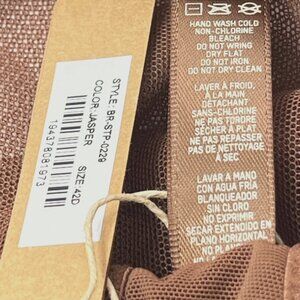 STYLE: BR-STP-0229
COLOR: JASPER
SIZE: 42D
194378081973
HAND WASH COLD
NON-CHLORINE
BLEACH
DO NOT WRING
DRY FLAT
DO NOT IRON
DO NOT DRY CLEAN
LAVER À FROID,
À LA MAIN
DÉTACHANT
SANS-CHLORINE
NE PAS TORDRE
SÉCHER À PLAT
NE PAS REPASSER
PAS DE NETTOYAGE
À SEC
LAVAR A MANO
CON AGUA FRÍA
BLANQUEADOR
SIN CLORO
NO EXPRIMIR
SECAR EXTENDIDO EN
PLANO HORIZONTAL
NO